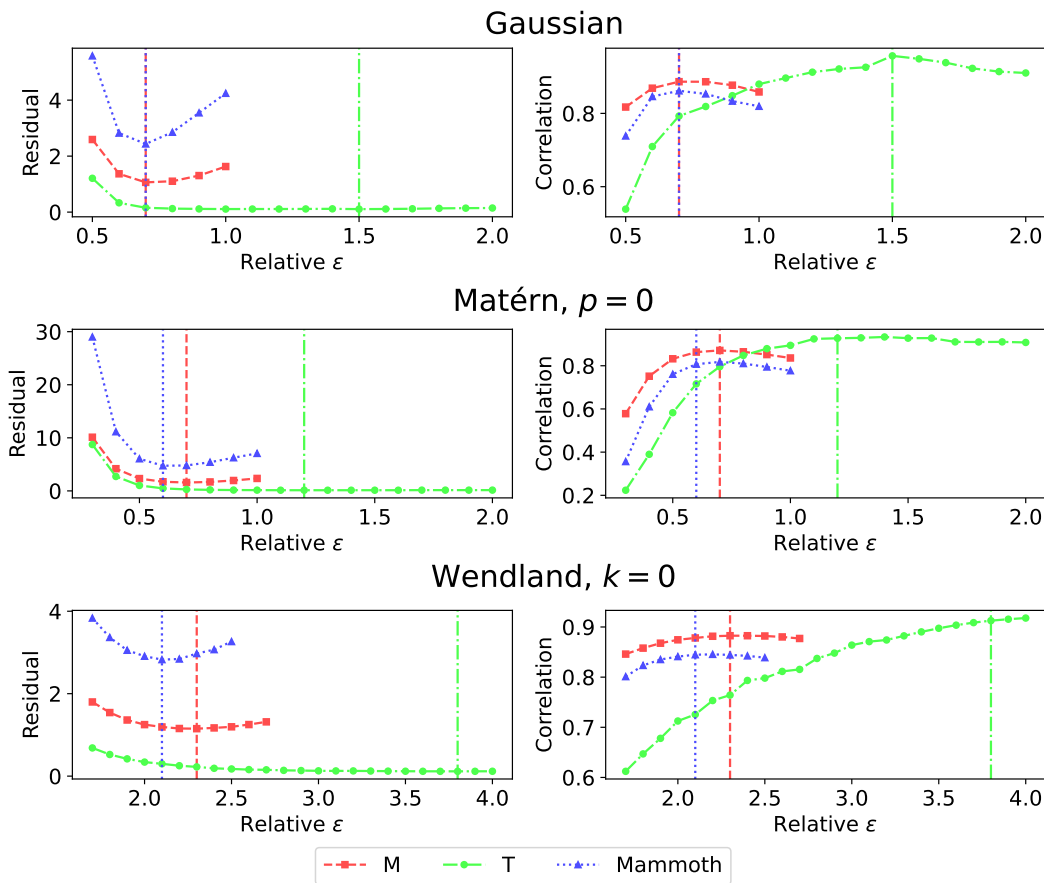 Gaussian
Residual
4
2
0
0.5 1.0 1.5 2.0
Relative ε
Correlation
0.8
0.6
0.5 1.0 1.5 2.0
Relative ε
Matérn, p = 0
Residual
30
20
10
0
0.5 1.0 1.5 2.0
Relative ε
Correlation
0.8
0.6
0.4
0.2
0.5 1.0 1.5 2.0
Relative ε
Wendland, k = 0
Residual
4
2
0
2.0 2.5 3.0 3.5 4.0
Relative ε
Correlation
0.9
0.8
0.7
0.6
2.0 2.5 3.0 3.5 4.0
Relative ε
M T Mammoth